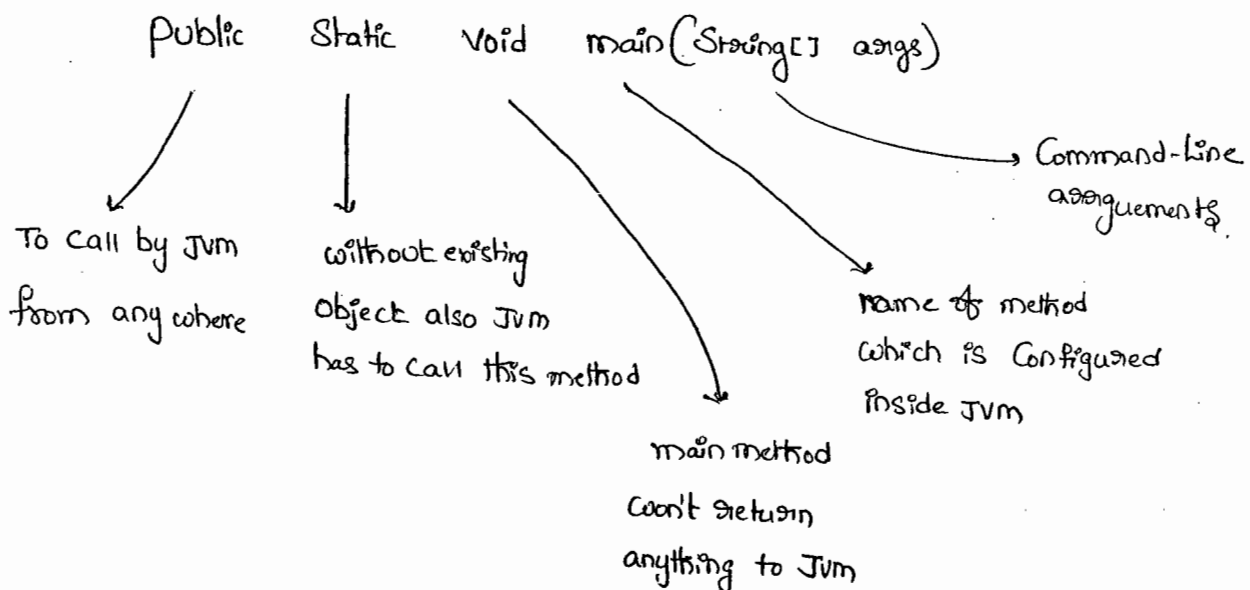 Public Static Void main(String[] args)
Command-Line
arguements.
To Call by JVM
from any where
without existing
Object also JVM
has to call this method
name of method
which is Configured
inside JVM
main method
won't return
anything to JVM